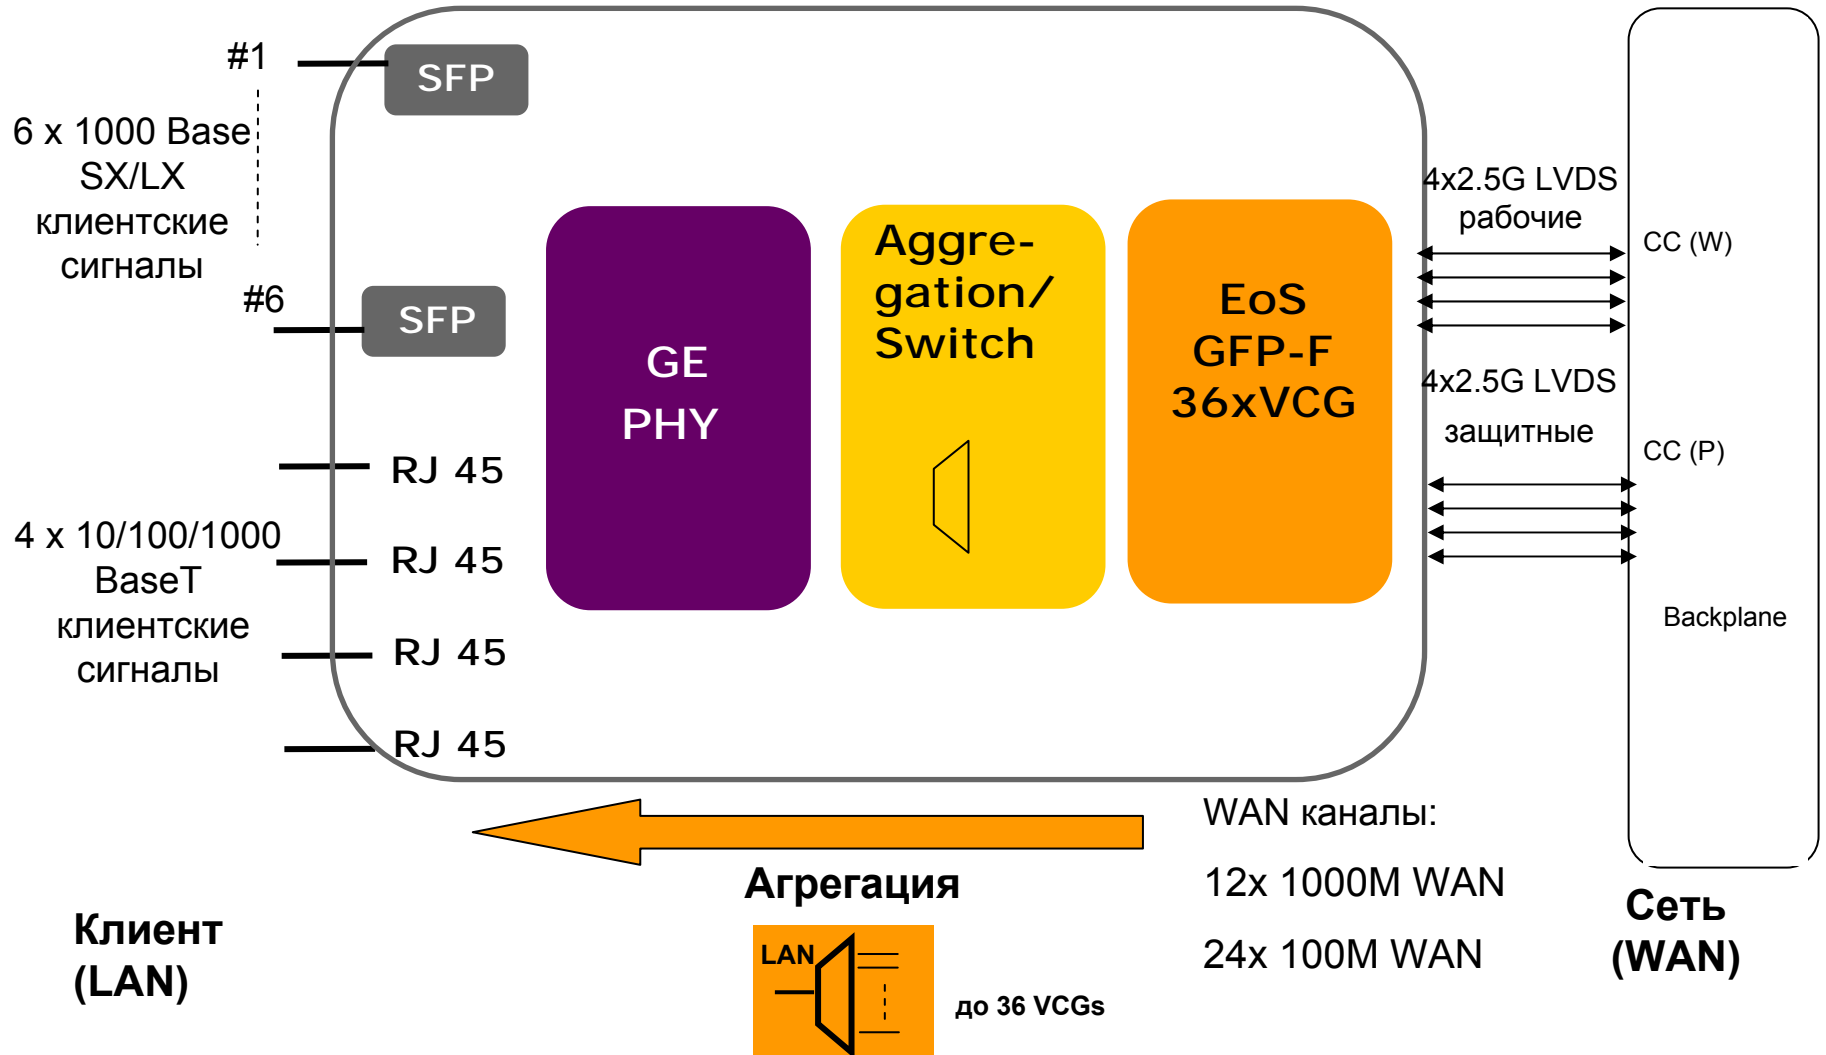 #1
SFP
6 x 1000 Base
SX/LX
клиентские
сигналы
#6
SFP
RJ 45
4 x 10/100/1000
BaseT
клиентские
сигналы
RJ 45
RJ 45
RJ 45
GE
PHY
Aggre-
gation/
Switch
EoS
GFP-F
36xVCG
4x2.5G LVDS
рабочие
CC (W)
4x2.5G LVDS
защитные
CC (P)
Backplane
WAN каналы:
12x 1000M WAN
24x 100M WAN
Агрегация
LAN
до 36 VCGs
Клиент
(LAN)
Сеть
(WAN)